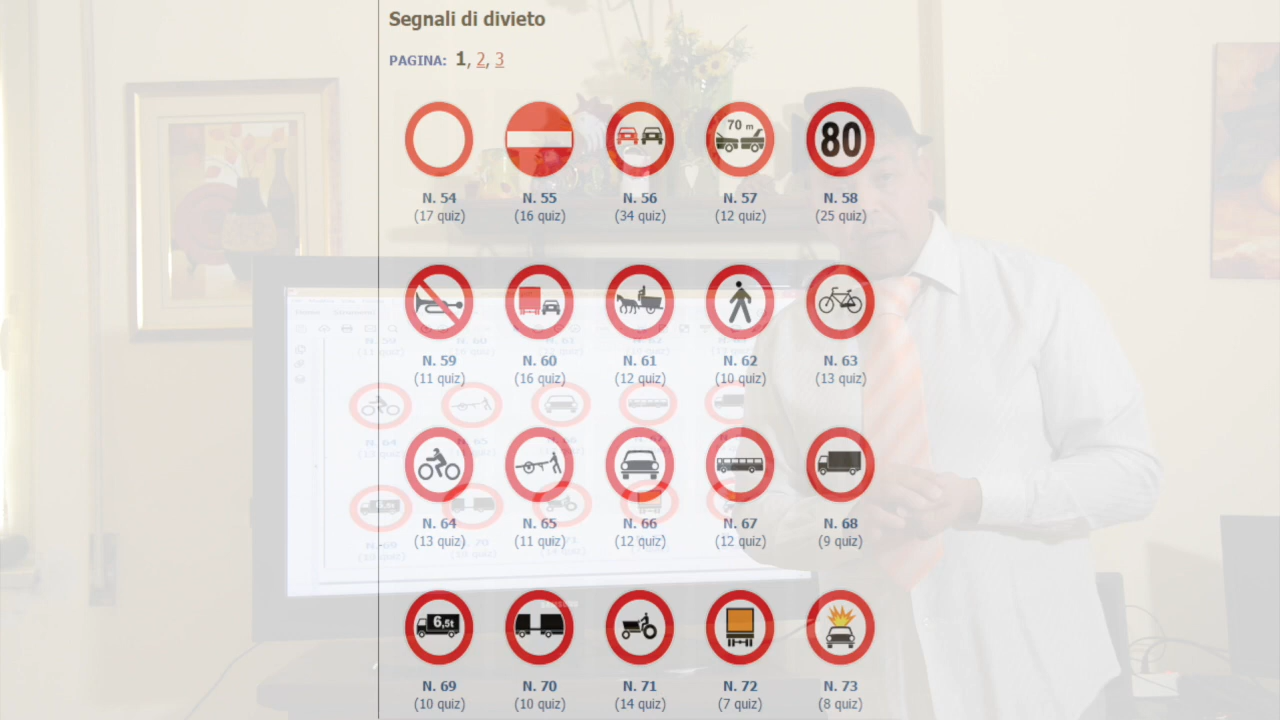 Segnali di divieto
PAGINA: 1, 2, 3
70 m
80
N. 54 N. 55 N. 56 N. 57 N. 58
(17 quiz) (16 quiz) (34 quiz) (12 quiz) (25 quiz)
N. 59 N. 60 N. 61 N. 62 N. 63
(11 quiz) (16 quiz) (12 quiz) (10 quiz) (13 quiz)
N. 64 N. 65 N. 66 N. 67 N. 68
(13 quiz) (11 quiz) (12 quiz) (12 quiz) (9 quiz)
6,5t
N. 69 N. 70 N. 71 N. 72 N. 73
(10 quiz) (10 quiz) (14 quiz) (7 quiz) (8 quiz)